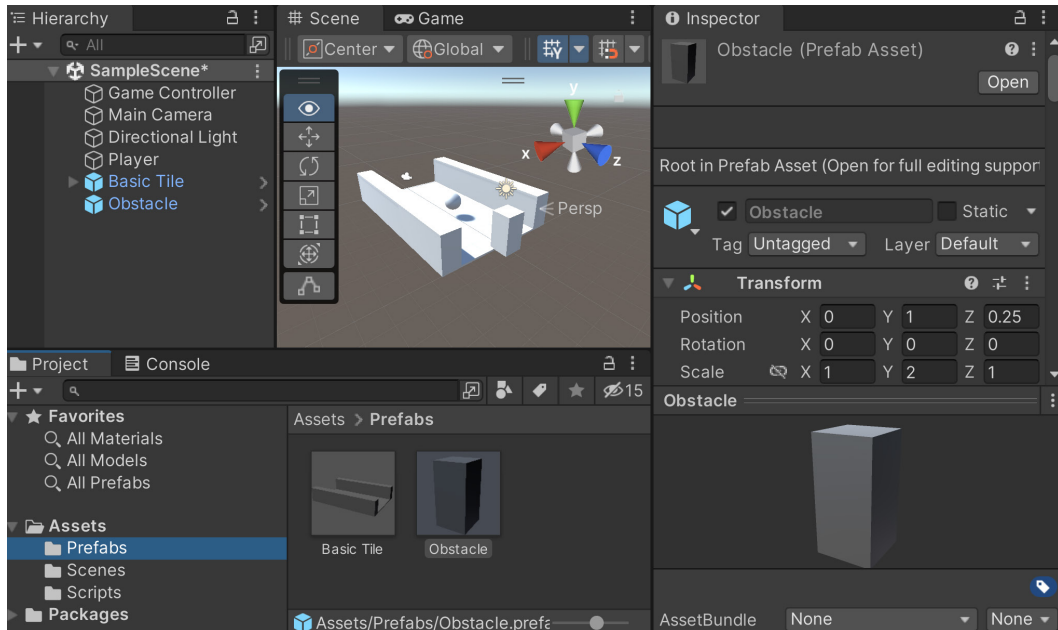 Hierarchy
All
SampleScene*
Game Controller
Main Camera
Directional Light
Player
Basic Tile
Obstacle
Scene
Game
Center
Global
y
x
z
Persp
Inspector
Obstacle (Prefab Asset)
Open
Root in Prefab Asset (Open for full editing suppor
Obstacle
Static
Tag Untagged Layer Default
Transform
Position X 0 Y 1 Z 0.25
Rotation X 0 Y 0 Z 0
Scale X 1 Y 2 Z 1
Obstacle
AssetBundle None None
Project
Console
15
Favorites
All Materials
All Models
All Prefabs
Assets
Prefabs
Scenes
Scripts
Packages
Assets > Prefabs
Basic Tile
Obstacle
Assets/Prefabs/Obstacle.prefa